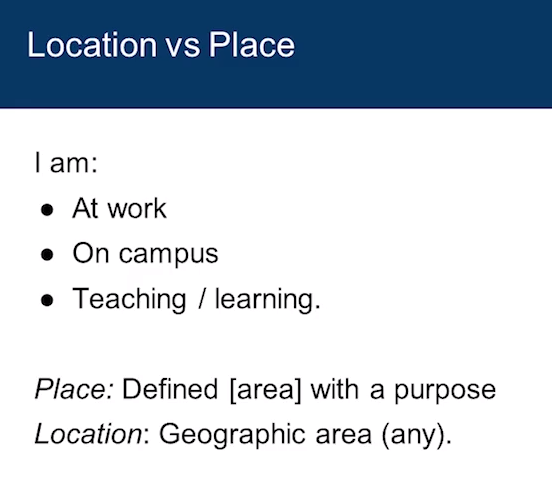 Location vs Place
I am:
● At work
● On campus
● Teaching / learning.
Place: Defined [area] with a purpose
Location: Geographic area (any).